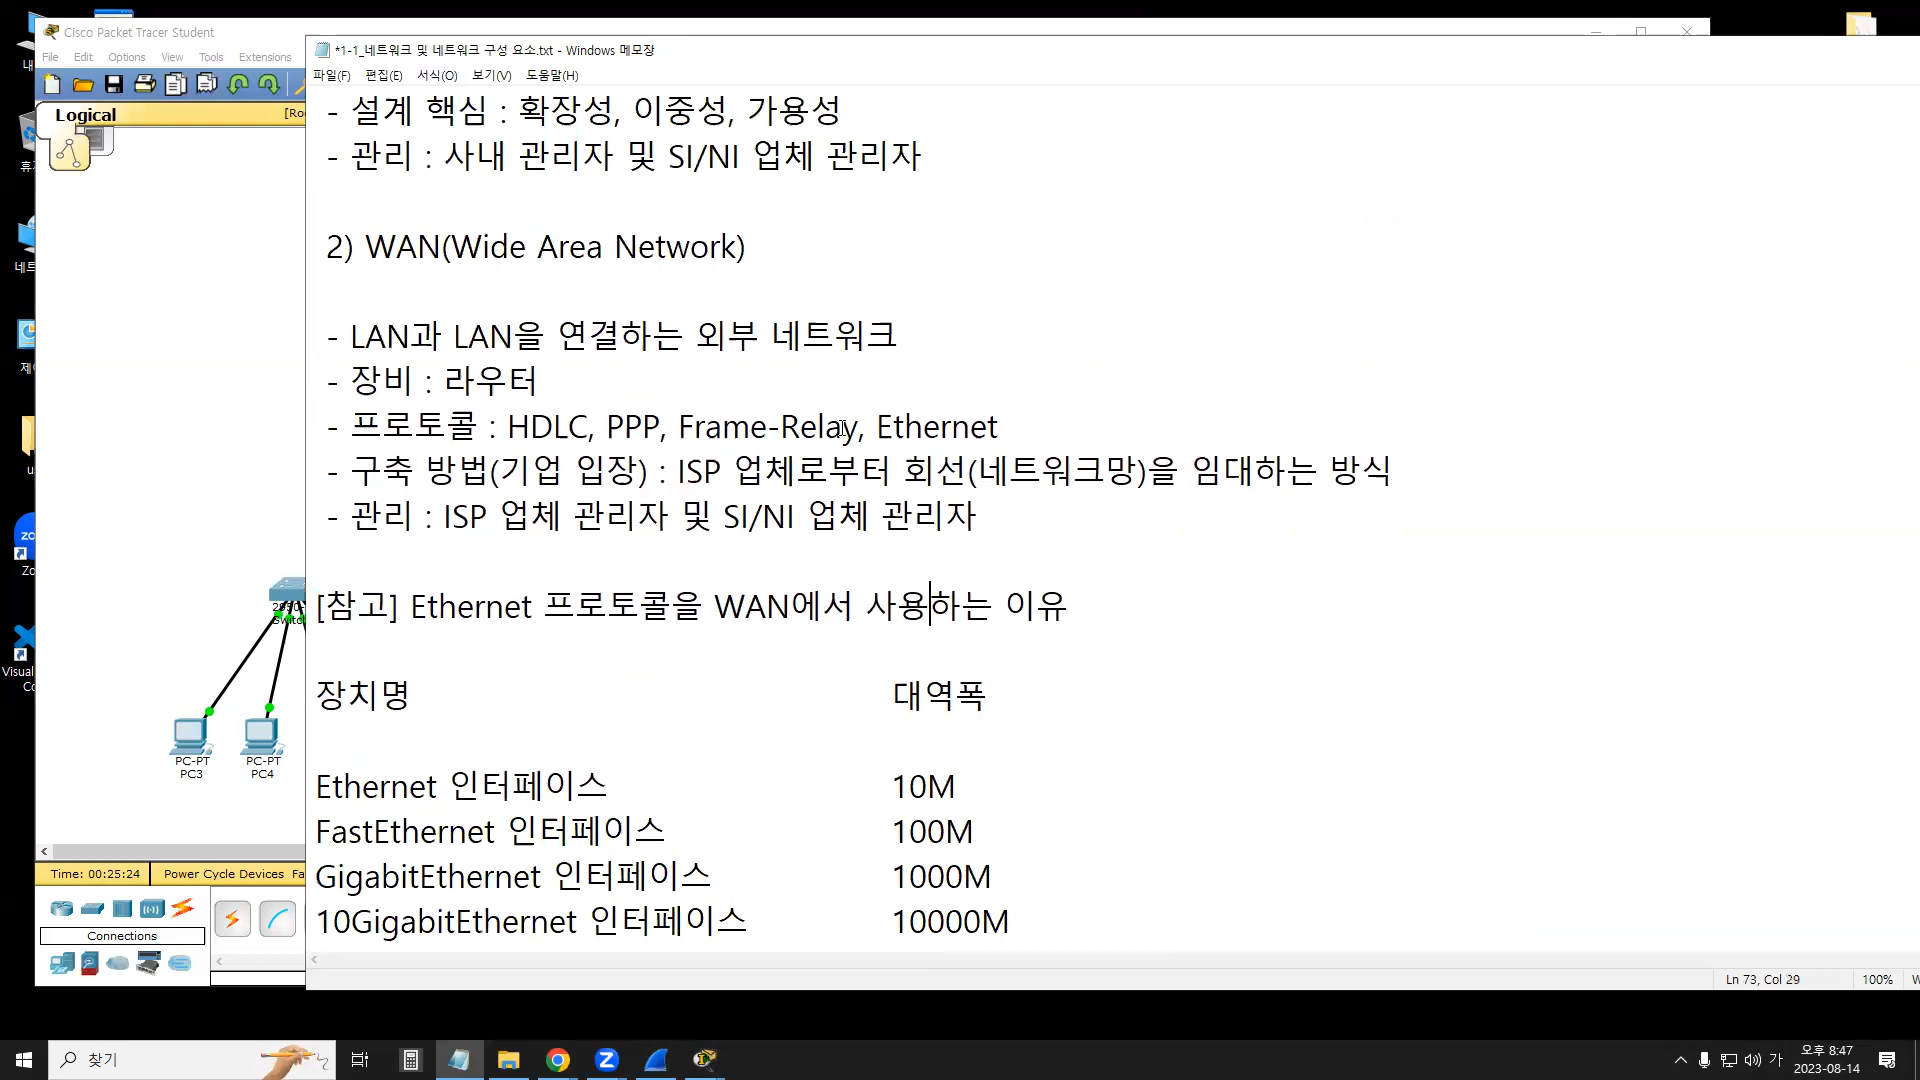 Cisco Packet Tracer Student
File Edit Options View Tools Extensions
Logical
*1-1_네트워크 및 네트워크 구성 요소.txt - Windows 메모장
파일(F) 편집(E) 서식(O) 보기(V) 도움말(H)
- 설계 핵심 : 확장성, 이중성, 가용성
- 관리 : 사내 관리자 및 SI/NI 업체 관리자
2) WAN(Wide Area Network)
- LAN과 LAN을 연결하는 외부 네트워크
- 장비 : 라우터
- 프로토콜 : HDLC, PPP, Frame-Relay, Ethernet
- 구축 방법(기업 입장) : ISP 업체로부터 회선(네트워크망)을 임대하는 방식
- 관리 : ISP 업체 관리자 및 SI/NI 업체 관리자
[참고] Ethernet 프로토콜을 WAN에서 사용하는 이유
장치명 대역폭
Ethernet 인터페이스 10M
FastEthernet 인터페이스 100M
GigabitEthernet 인터페이스 1000M
10GigabitEthernet 인터페이스 10000M
PC-PT
PC3
PC-PT
PC4
Time: 00:25:24 Power Cycle Devices Fa
Connections
Ln 73, Col 29 100%
Visual
찾기
가
오후 8:47
2023-08-14